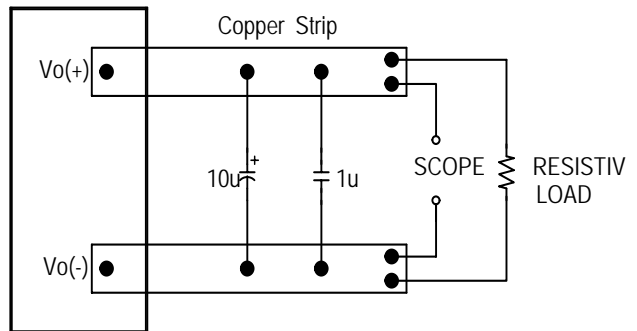 Copper Strip
Vo(+)
+
10u
1u
SCOPE
RESISTIV
LOAD
Vo(-)